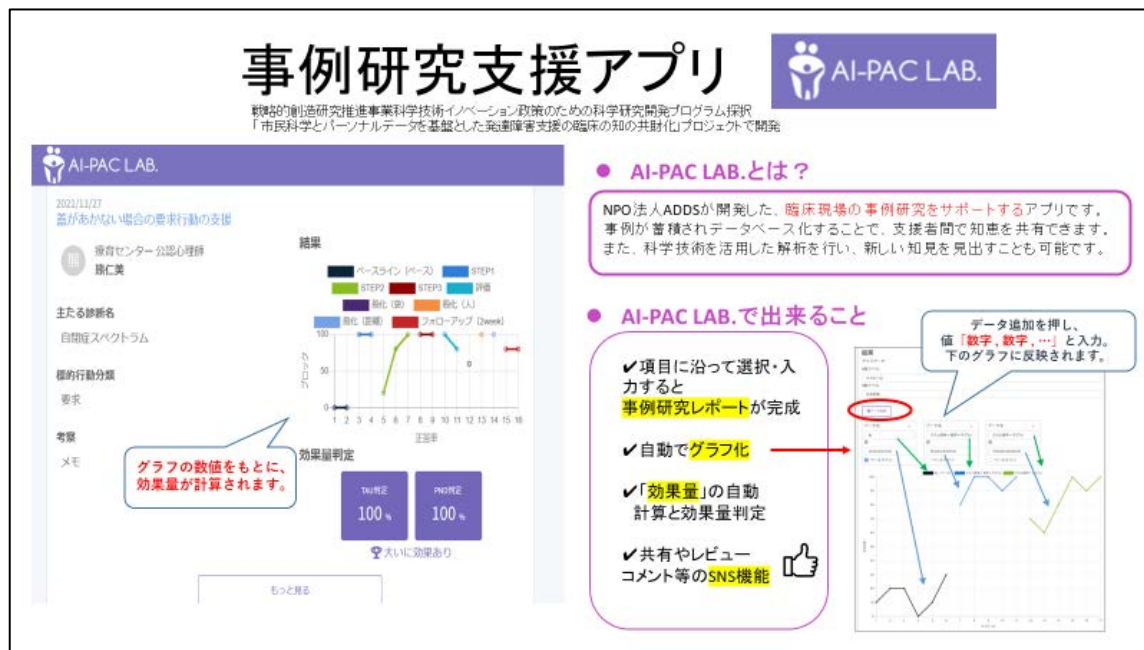 事例研究支援アプリ
AI-PAC LAB.
戦略的創造研究推進事業科学技術イノベーション政策のための科学研究開発プログラム採択
「市民科学とパーソナルデータを基盤とした発達障害支援の臨床の知の共財化」プロジェクトで開発
AI-PAC LAB.
2021/11/27
蓋があかない場合の要求行動の支援
療育センター 公認心理師
主たる診断名
自閉症スペクトラム
標的行動分類
要求
考察
メモ
グラフの数値をもとに、
効果量が計算されます。
結果
ベースライン (ベース) STEP1
STEP2 STEP3 評価
般化 (袋) 般化 (人)
般化 (距離) フォローアップ (2week)
ブロック
100
50
0
1 2 3 4 5 6 7 8 9 10 11 12 13 14 15 16
正答率
効果量判定
TAU判定
100 %
PND判定
100 %
大いに効果あり
もっと見る
● AI-PAC LAB.とは？
NPO法人ADDSが開発した、臨床現場の事例研究をサポートするアプリです。
事例が蓄積されデータベース化することで、支援者間で知恵を共有できます。
また、科学技術を活用した解析を行い、新しい知見を見出すことも可能です。
● AI-PAC LAB.で出来ること
✔項目に沿って選択・入
力すると
事例研究レポートが完成
✔自動でグラフ化
✔「効果量」の自動
計算と効果量判定
✔共有やレビュー
コメント等のSNS機能
データ追加を押し、
値「数字，数字，…」と入力。
下のグラフに反映されます。
結果